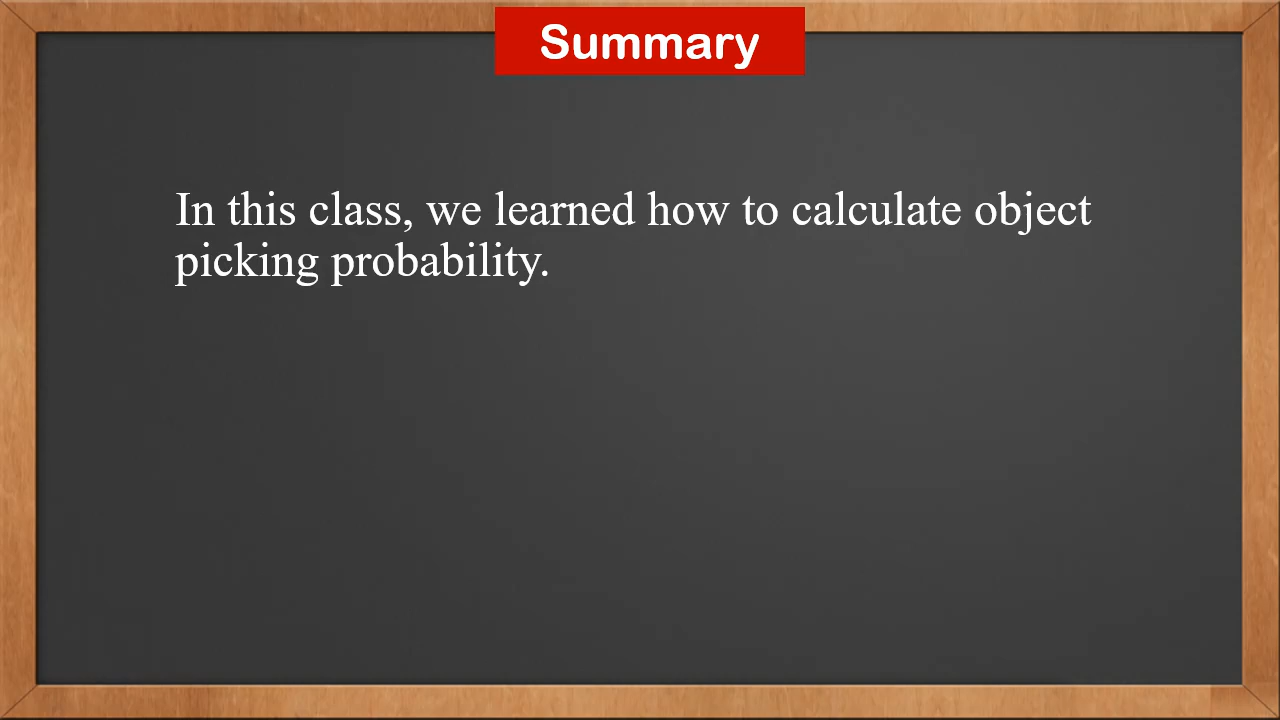 Summary
In this class, we learned how to calculate object
picking probability.